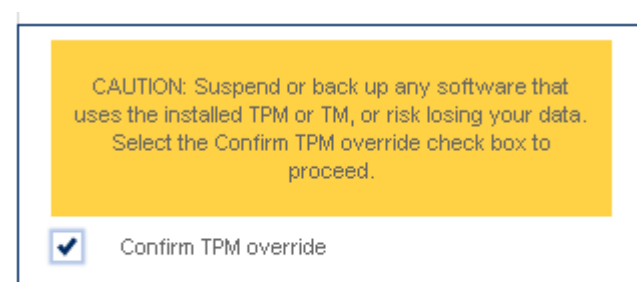 CAUTION: Suspend or back up any software that
uses the installed TPM or TM, or risk losing your data.
Select the Confirm TPM override check box to
proceed.
Confirm TPM override